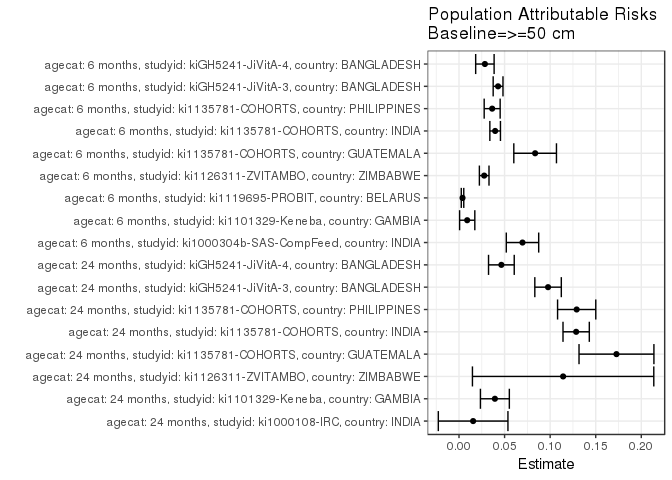 Population Attributable Risks
Baseline=>=50 cm
agecat: 6 months, studyid: kiGH5241-JiVitA-4, country: BANGLADESH
agecat: 6 months, studyid: kiGH5241-JiVitA-3, country: BANGLADESH
agecat: 6 months, studyid: ki1135781-COHORTS, country: PHILIPPINES
agecat: 6 months, studyid: ki1135781-COHORTS, country: INDIA
agecat: 6 months, studyid: ki1135781-COHORTS, country: GUATEMALA
agecat: 6 months, studyid: ki1126311-ZVITAMBO, country: ZIMBABWE
agecat: 6 months, studyid: ki1119695-PROBIT, country: BELARUS
agecat: 6 months, studyid: ki1101329-Keneba, country: GAMBIA
agecat: 6 months, studyid: ki1000304b-SAS-CompFeed, country: INDIA
agecat: 24 months, studyid: kiGH5241-JiVitA-4, country: BANGLADESH
agecat: 24 months, studyid: kiGH5241-JiVitA-3, country: BANGLADESH
agecat: 24 months, studyid: ki1135781-COHORTS, country: PHILIPPINES
agecat: 24 months, studyid: ki1135781-COHORTS, country: INDIA
agecat: 24 months, studyid: ki1135781-COHORTS, country: GUATEMALA
agecat: 24 months, studyid: ki1126311-ZVITAMBO, country: ZIMBABWE
agecat: 24 months, studyid: ki1101329-Keneba, country: GAMBIA
agecat: 24 months, studyid: ki1000108-IRC, country: INDIA
0.00 0.05 0.10 0.15 0.20
Estimate